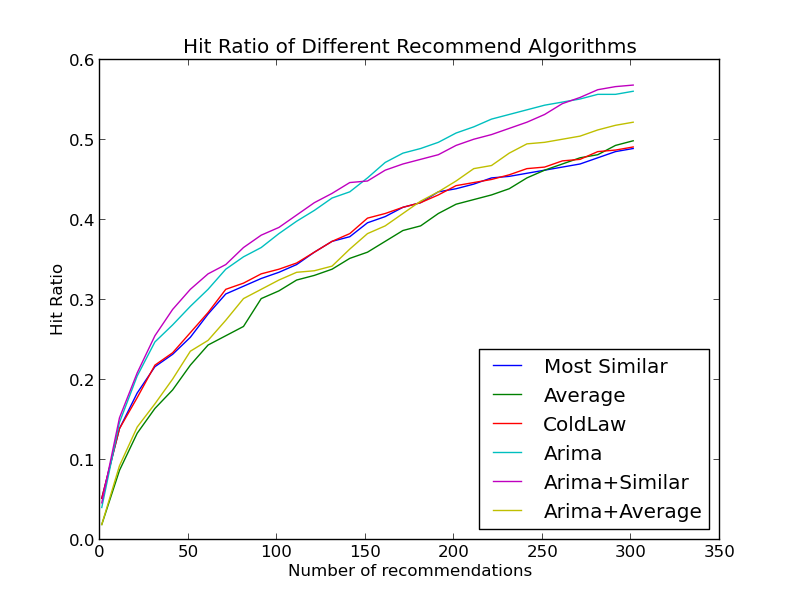 Hit Ratio of Different Recommend Algorithms
0.6
0.5
0.4
0.3
0.2
0.1
0.0
Hit Ratio
Most Similar
Average
ColdLaw
Arima
Arima+Similar
Arima+Average
0 50 100 150 200 250 300 350
Number of recommendations